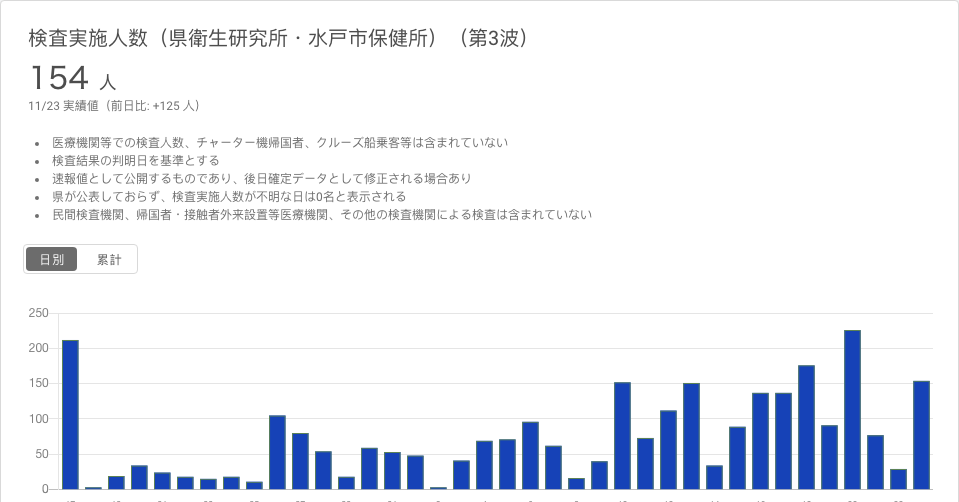 検査実施人数（県衛生研究所・水戸市保健所）（第3波）
154 人
11/23 実績値（前日比: +125 人）
医療機関等での検査人数、チャーター機帰国者、クルーズ船乗客等は含まれていない
検査結果の判明日を基準とする
速報値として公開するものであり、後日確定データとして修正される場合あり
県が公表しておらず、検査実施人数が不明な日は0名と表示される
民間検査機関、帰国者・接触者外来設置等医療機関、その他の検査機関による検査は含まれていない
日別 累計
250
200
150
100
50
0